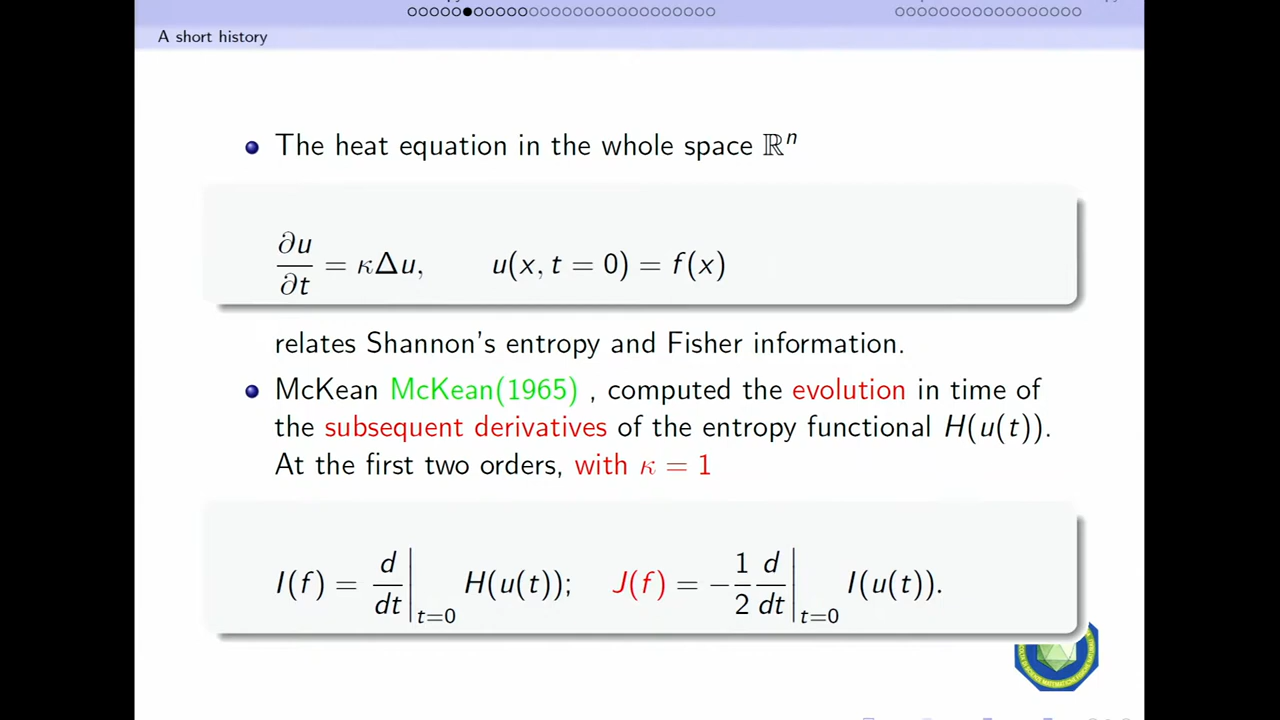 A short history
The heat equation in the whole space ℝⁿ
∂u/∂t = κΔu, u(x, t = 0) = f(x)
relates Shannon's entropy and Fisher information.
McKean McKean(1965) , computed the evolution in time of
the subsequent derivatives of the entropy functional H(u(t)).
At the first two orders, with κ = 1
I(f) = d/dt|_{t=0} H(u(t)); J(f) = −1/2 d/dt|_{t=0} I(u(t)).